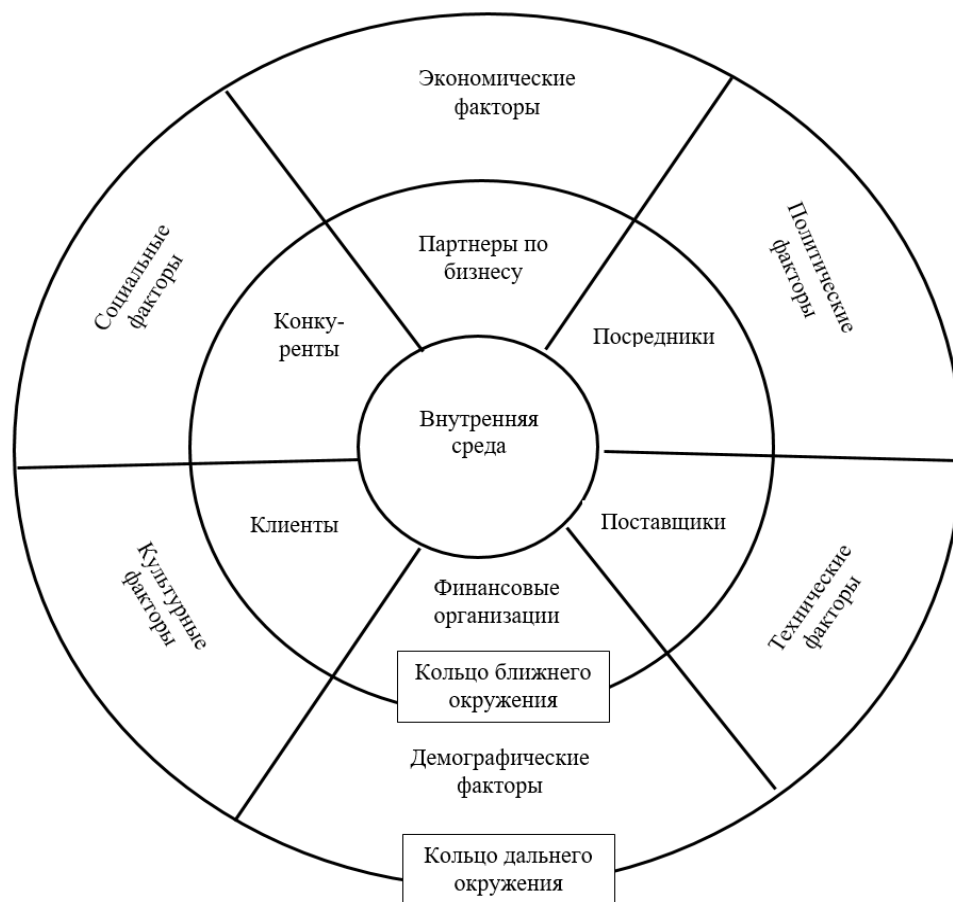 Экономические
факторы
Социальные
факторы
Политические
факторы
Партнеры по
бизнесу
Конку-
ренты
Посредники
Внутренняя
среда
Клиенты
Поставщики
Культурные
факторы
Технические
факторы
Финансовые
организации
Кольцо ближнего
окружения
Демографические
факторы
Кольцо дальнего
окружения